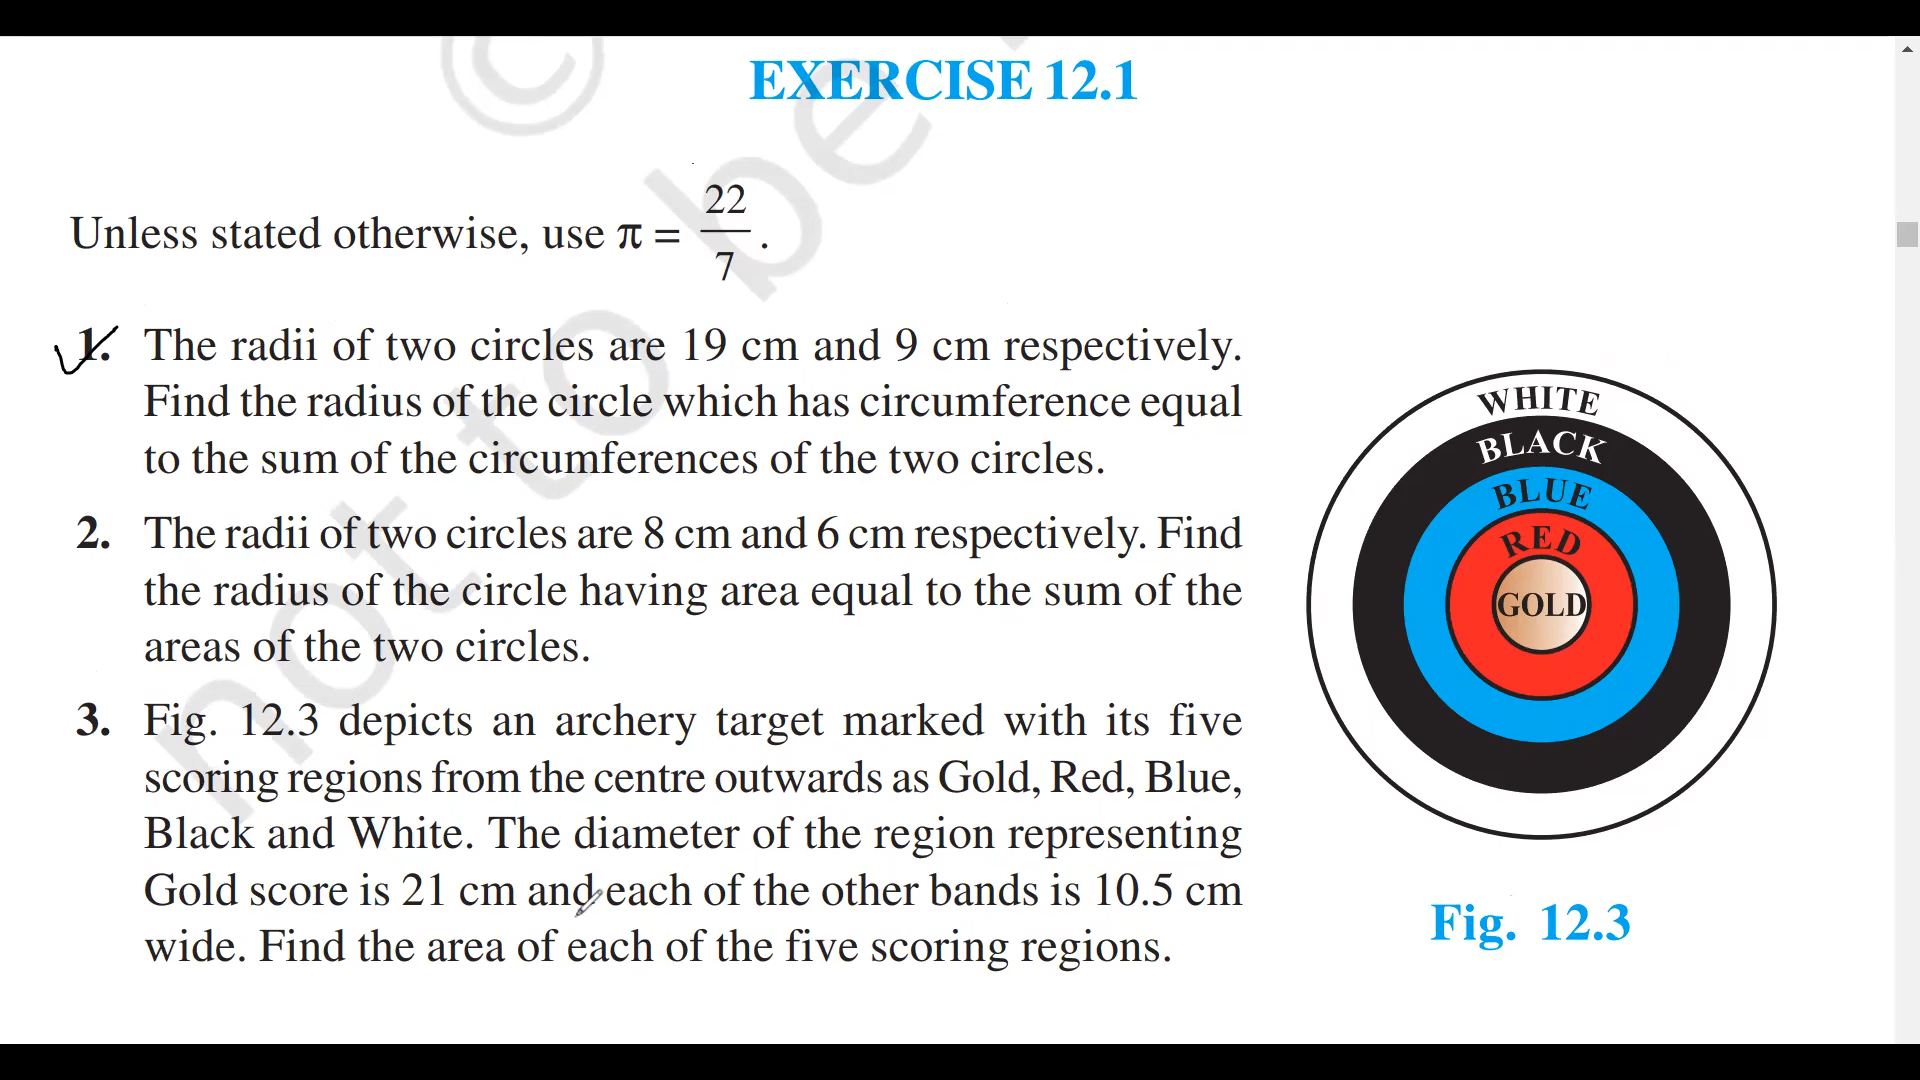 EXERCISE 12.1
Unless stated otherwise, use π = 22/7.
1. The radii of two circles are 19 cm and 9 cm respectively.
Find the radius of the circle which has circumference equal
to the sum of the circumferences of the two circles.
2. The radii of two circles are 8 cm and 6 cm respectively. Find
the radius of the circle having area equal to the sum of the
areas of the two circles.
3. Fig. 12.3 depicts an archery target marked with its five
scoring regions from the centre outwards as Gold, Red, Blue,
Black and White. The diameter of the region representing
Gold score is 21 cm and each of the other bands is 10.5 cm
wide. Find the area of each of the five scoring regions.
WHITE
BLACK
BLUE
RED
GOLD
Fig. 12.3
©
not to be